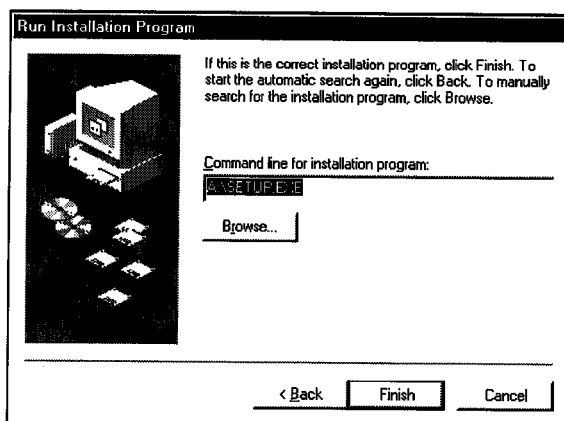 Run Installation Program
If this is the correct installation program, click Finish. To
start the automatic search again, click Back. To manually
search for the installation program, click Browse.
Command line for installation program:
A:\SETUP.EXE
Browse...
< Back
Finish
Cancel